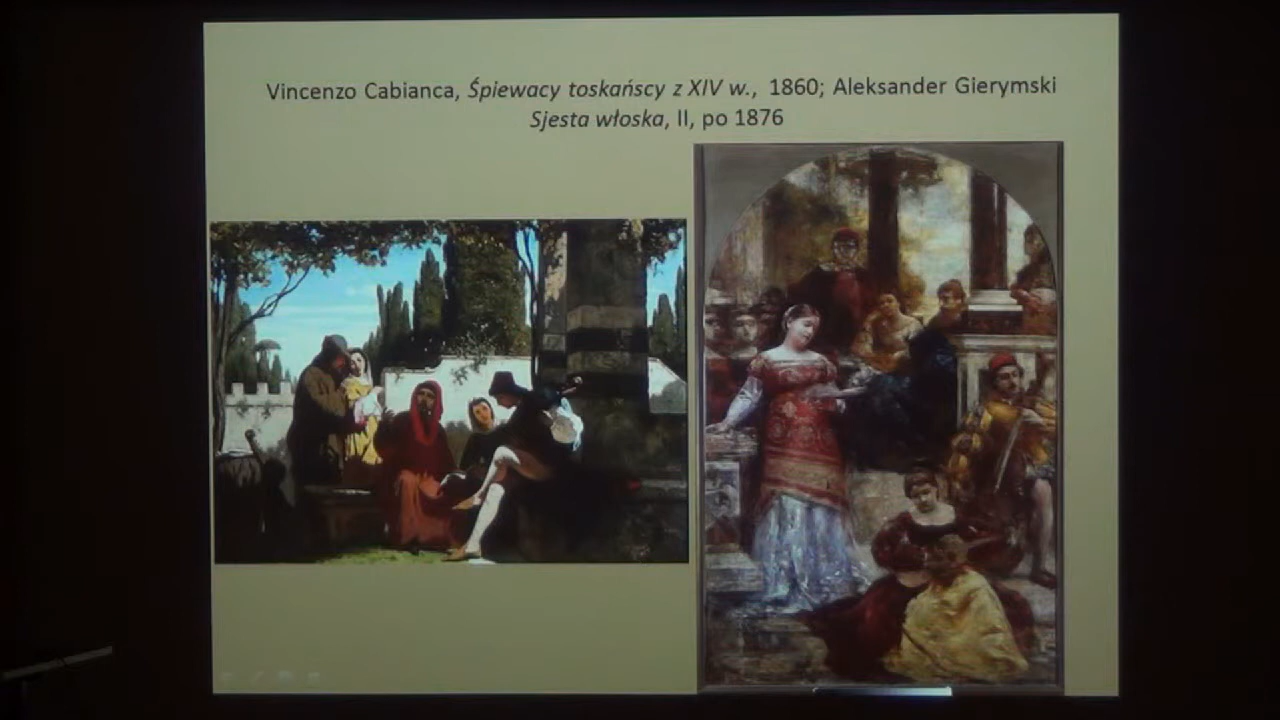 Vincenzo Cabianca, Śpiewacy toskańscy z XIV w., 1860; Aleksander Gierymski
Sjesta włoska, II, po 1876